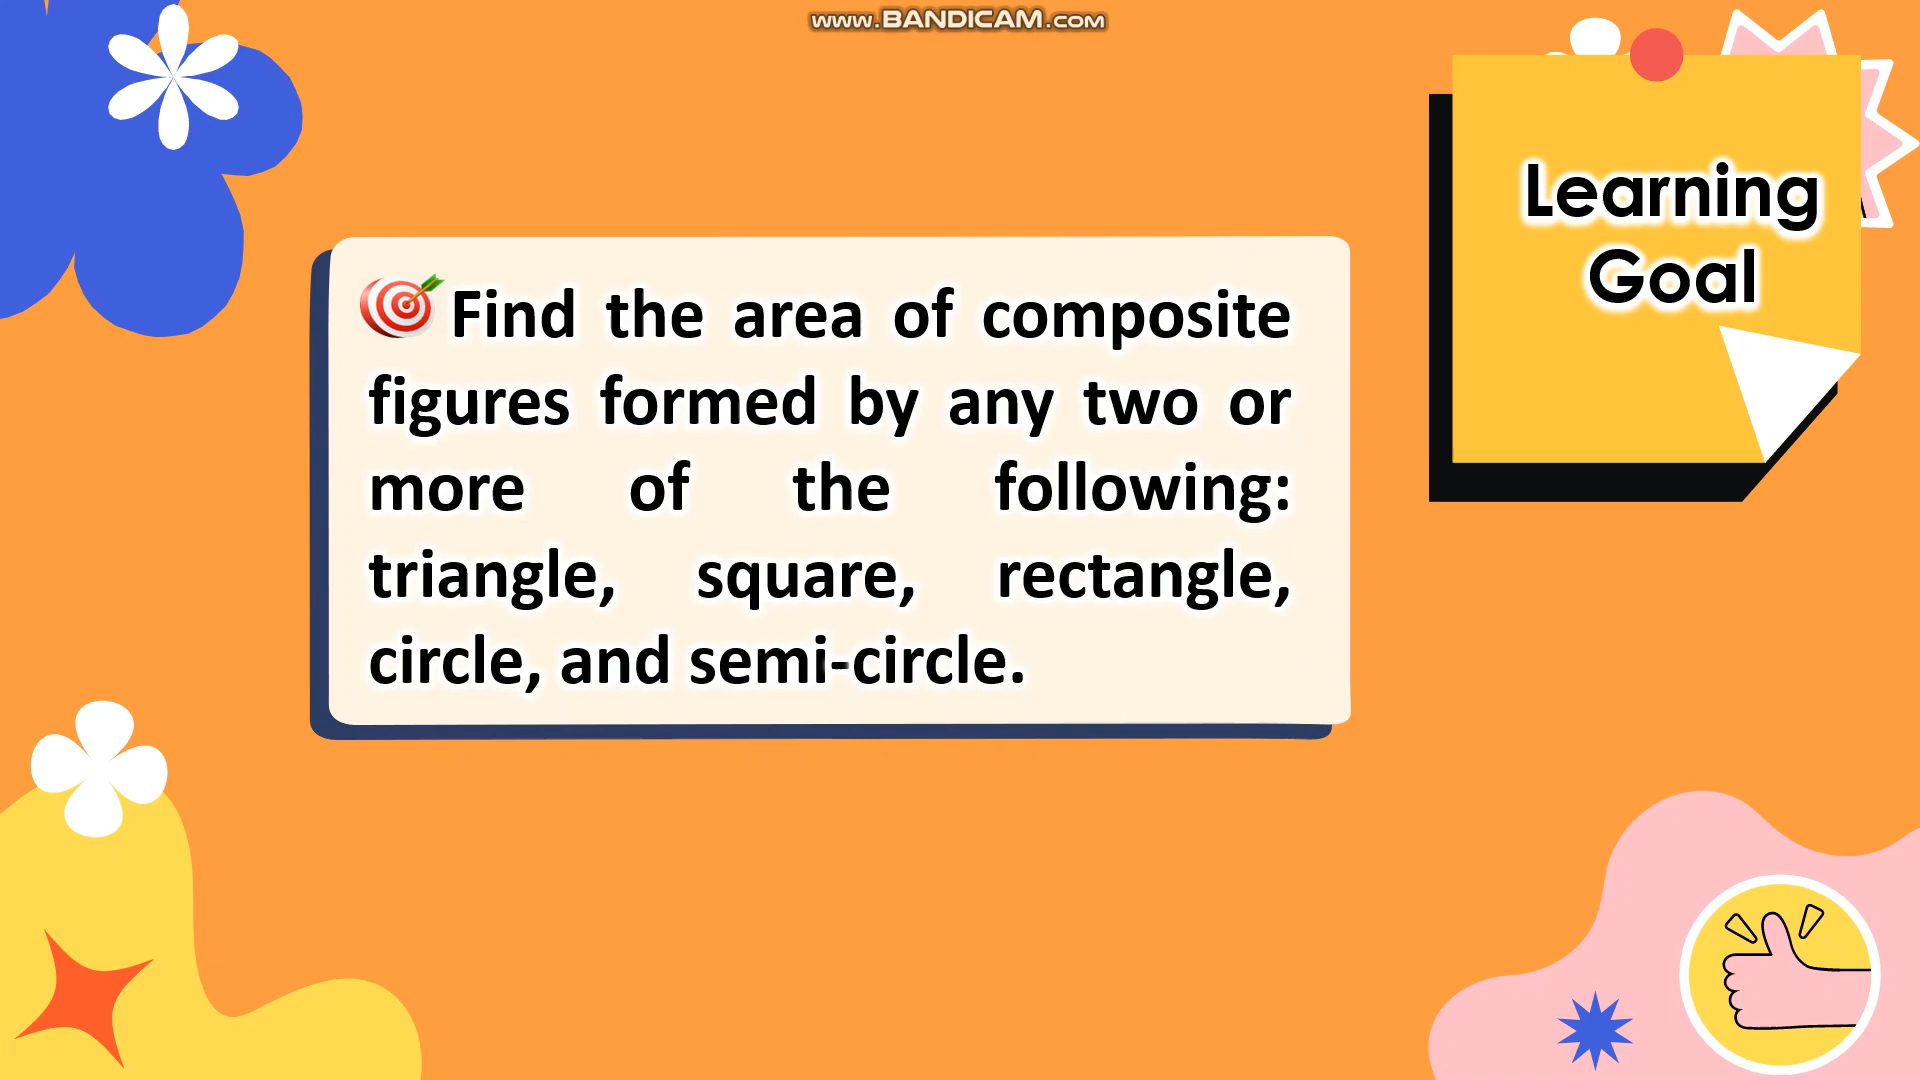 www.BANDICAM.com
Learning
Goal
Find the area of composite
figures formed by any two or
more of the following:
triangle, square, rectangle,
circle, and semi-circle.